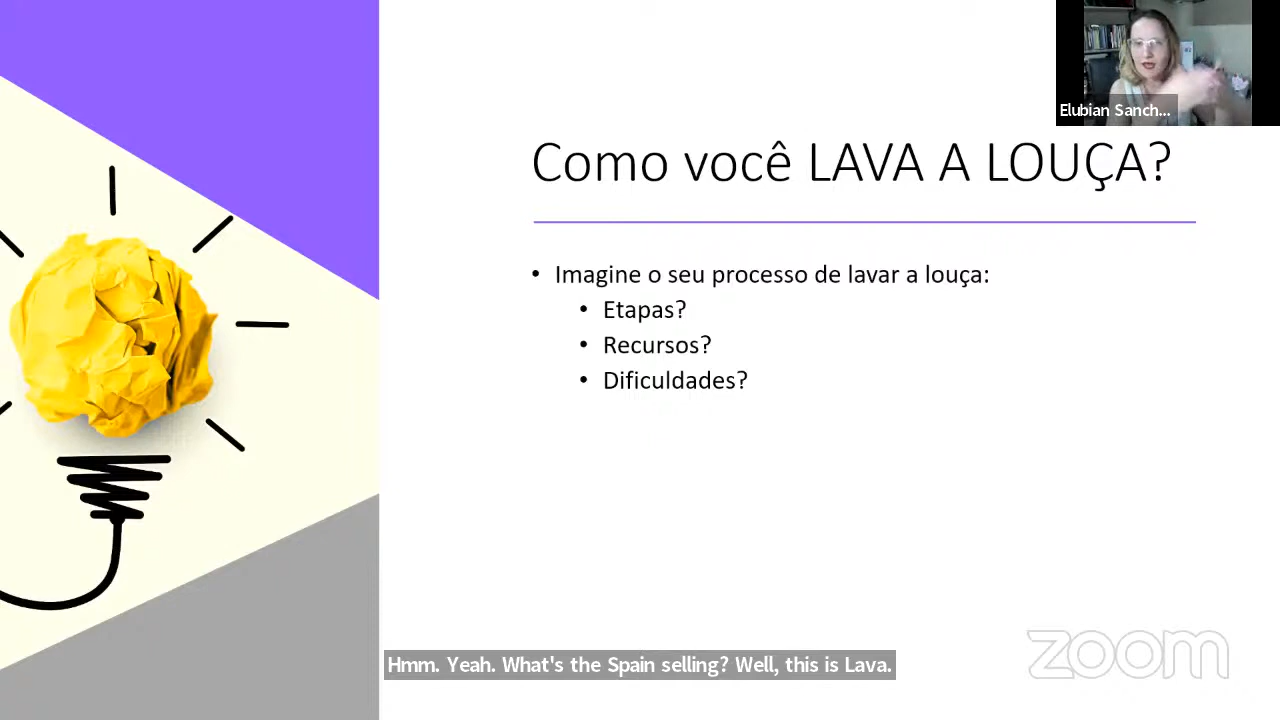 Elubian Sanch...
Como você LAVA A LOUÇA?
• Imagine o seu processo de lavar a louça:
• Etapas?
• Recursos?
• Dificuldades?
Hmm. Yeah. What's the Spain selling? Well, this is Lava.
zoom